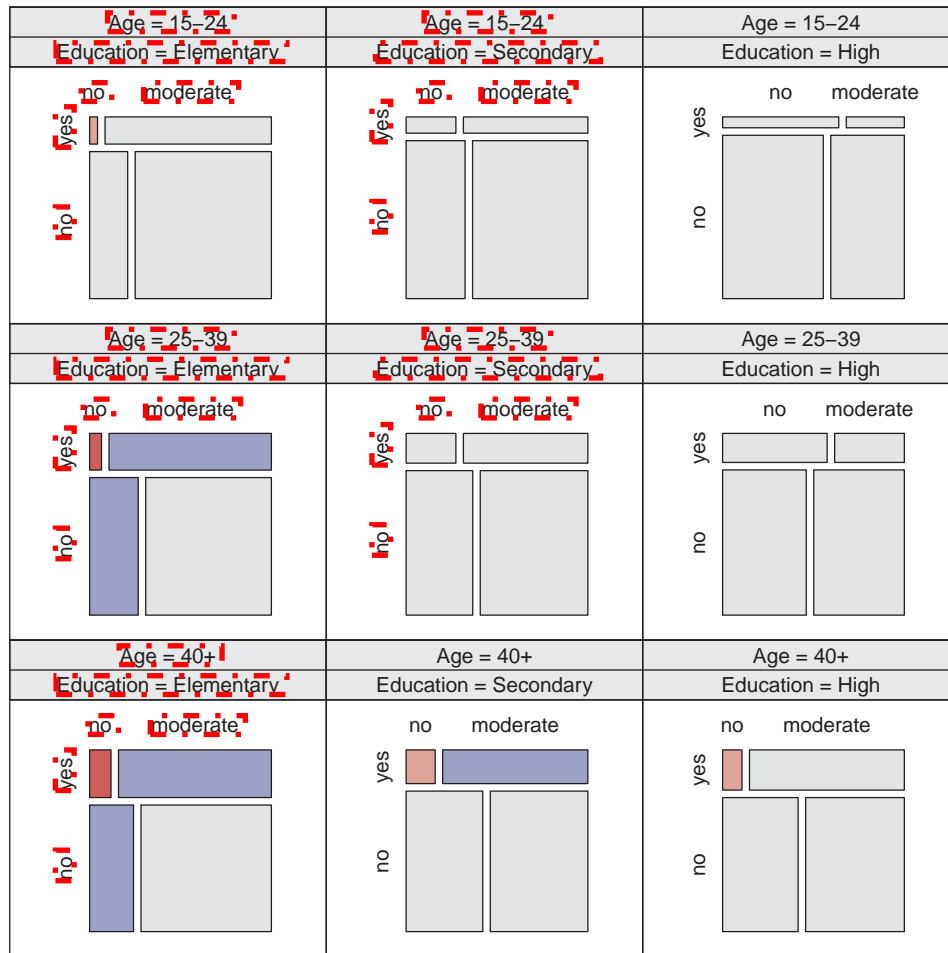 Age = 15–24
Education = Elementary
no moderate
yes
no
Age = 15–24
Education = Secondary
no moderate
yes
no
Age = 15–24
Education = High
no moderate
yes
no
Age = 25–39
Education = Elementary
no moderate
yes
no
Age = 25–39
Education = Secondary
no moderate
yes
no
Age = 25–39
Education = High
no moderate
yes
no
Age = 40+
Education = Elementary
no moderate
yes
no
Age = 40+
Education = Secondary
no moderate
yes
no
Age = 40+
Education = High
no moderate
yes
no